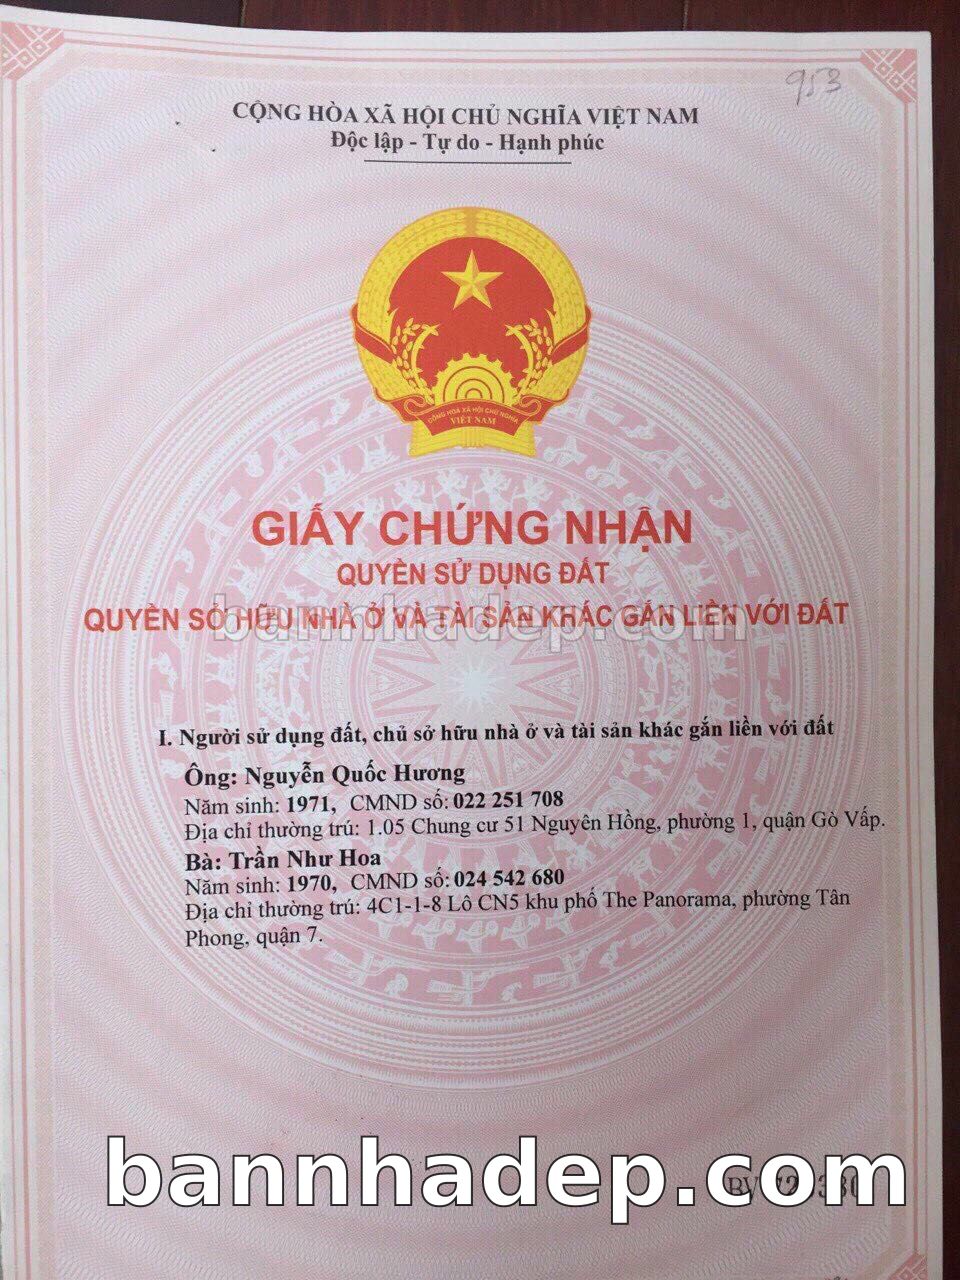 953
CỘNG HÒA XÃ HỘI CHỦ NGHĨA VIỆT NAM
Độc lập - Tự do - Hạnh phúc
CỘNG HÒA XÃ HỘI CHỦ NGHĨA
VIỆT NAM
GIẤY CHỨNG NHẬN
QUYỀN SỬ DỤNG ĐẤT
QUYỀN SỞ HỮU NHÀ Ở VÀ TÀI SẢN KHÁC GẮN LIỀN VỚI ĐẤT
bannhadep.com
I. Người sử dụng đất, chủ sở hữu nhà ở và tài sản khác gắn liền với đất
Ông: Nguyễn Quốc Hương
Năm sinh: 1971, CMND số: 022 251 708
Địa chỉ thường trú: 1.05 Chung cư 51 Nguyên Hồng, phường 1, quận Gò Vấp.
Bà: Trần Như Hoa
Năm sinh: 1970, CMND số: 024 542 680
Địa chỉ thường trú: 4C1-1-8 Lô CN5 khu phố The Panorama, phường Tân
Phong, quận 7.
bannhadep.com